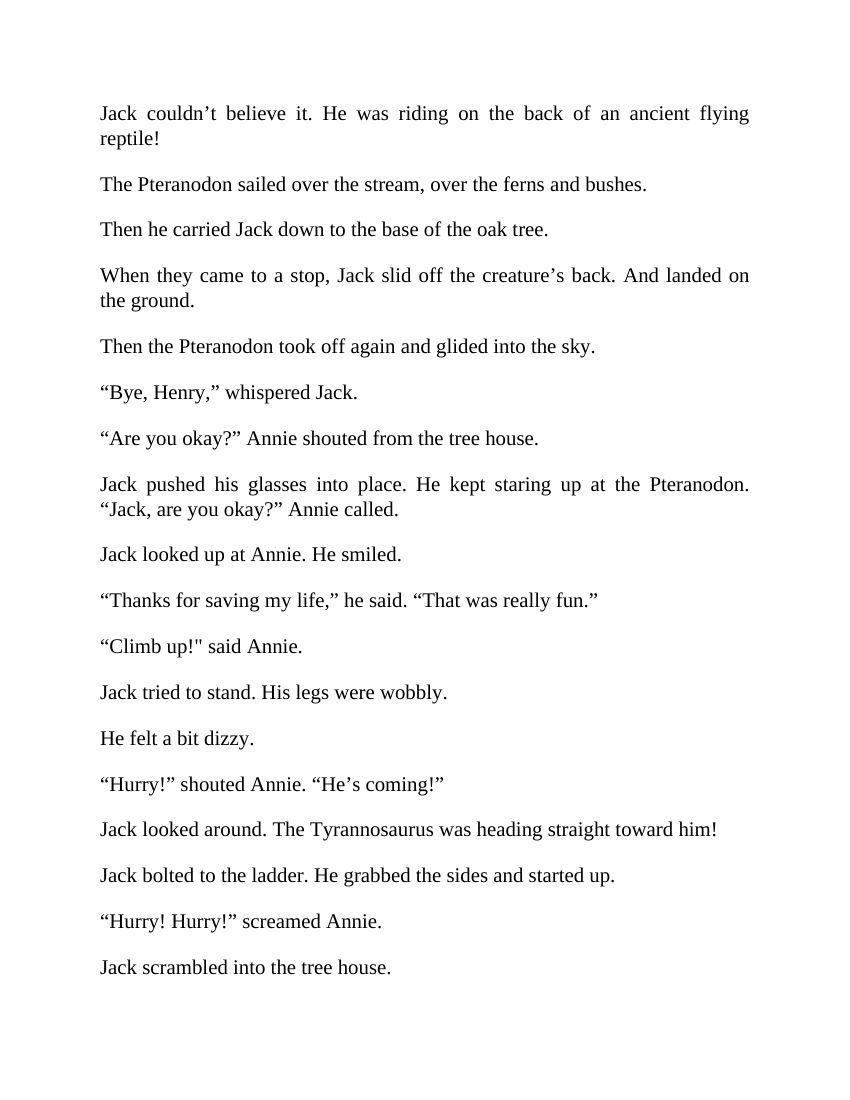 Jack couldn’t believe it. He was riding on the back of an ancient flying
reptile!
The Pteranodon sailed over the stream, over the ferns and bushes.
Then he carried Jack down to the base of the oak tree.
When they came to a stop, Jack slid off the creature’s back. And landed on
the ground.
Then the Pteranodon took off again and glided into the sky.
“Bye, Henry,” whispered Jack.
“Are you okay?” Annie shouted from the tree house.
Jack pushed his glasses into place. He kept staring up at the Pteranodon.
“Jack, are you okay?” Annie called.
Jack looked up at Annie. He smiled.
“Thanks for saving my life,” he said. “That was really fun.”
“Climb up!" said Annie.
Jack tried to stand. His legs were wobbly.
He felt a bit dizzy.
“Hurry!” shouted Annie. “He’s coming!”
Jack looked around. The Tyrannosaurus was heading straight toward him!
Jack bolted to the ladder. He grabbed the sides and started up.
“Hurry! Hurry!” screamed Annie.
Jack scrambled into the tree house.